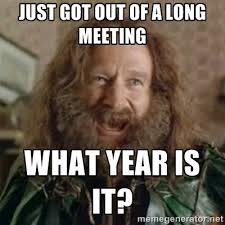 JUST GOT OUT OF A LONG
MEETING
WHAT YEAR IS
IT?
memegenerator.net